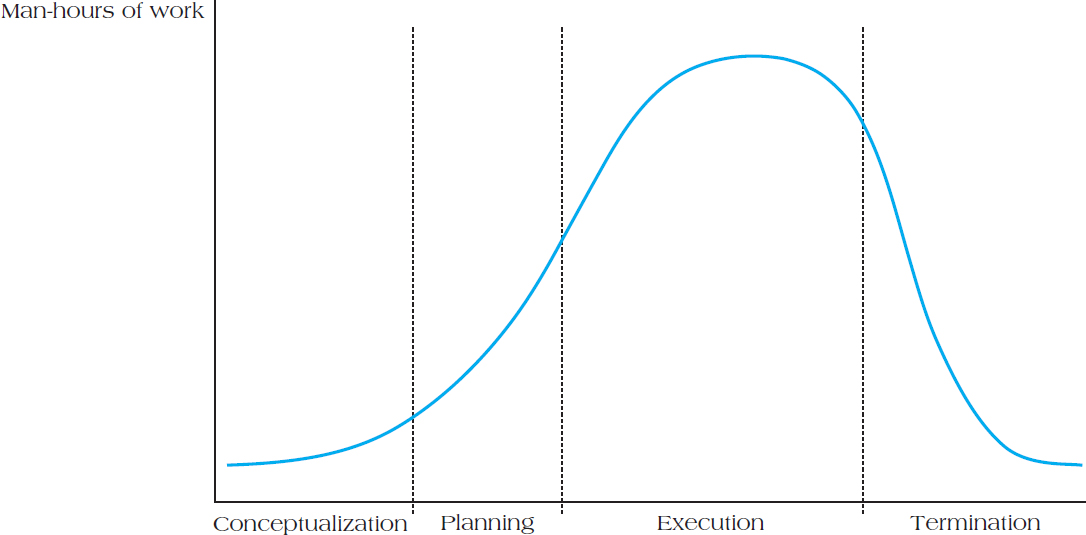 Man-hours of work
Conceptualization Planning Execution Termination